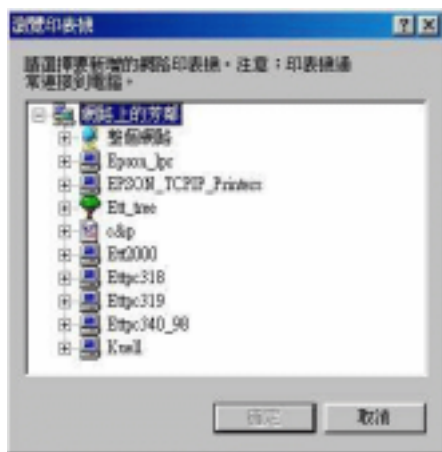 瀏覽印表機
請選擇要新增的網路印表機。注意：印表機通
常連接到電腦。
網路上的芳鄰
整個網路
Epson_lpr
EPSON_TCPIP_Printers
Ett_tree
o&p
Ett2000
Ettpc318
Ettpc319
Ettpc340_98
確定 取消